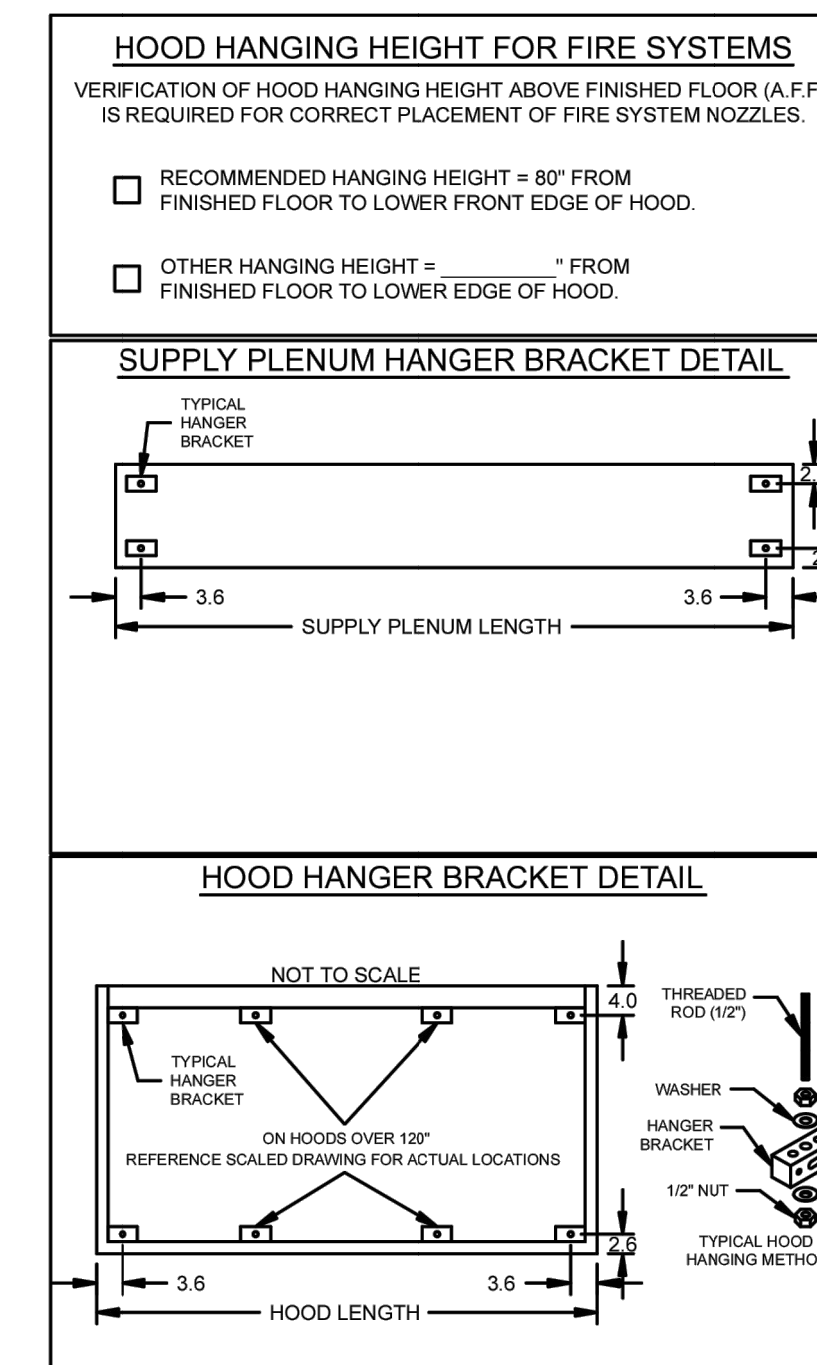 HOOD HANGING HEIGHT FOR FIRE SYSTEMS
VERIFICATION OF HOOD HANGING HEIGHT ABOVE FINISHED FLOOR (A.F.F
IS REQUIRED FOR CORRECT PLACEMENT OF FIRE SYSTEM NOZZLES.
RECOMMENDED HANGING HEIGHT = 80" FROM
FINISHED FLOOR TO LOWER FRONT EDGE OF HOOD.
OTHER HANGING HEIGHT = __________" FROM
FINISHED FLOOR TO LOWER EDGE OF HOOD.
SUPPLY PLENUM HANGER BRACKET DETAIL
TYPICAL
HANGER
BRACKET
2.
3.6
3.6
SUPPLY PLENUM LENGTH
HOOD HANGER BRACKET DETAIL
NOT TO SCALE
4.0
TYPICAL
HANGER
BRACKET
ON HOODS OVER 120"
REFERENCE SCALED DRAWING FOR ACTUAL LOCATIONS
2.6
3.6
3.6
HOOD LENGTH
THREADED
ROD (1/2")
WASHER
HANGER
BRACKET
1/2" NUT
TYPICAL HOOD
HANGING METHO